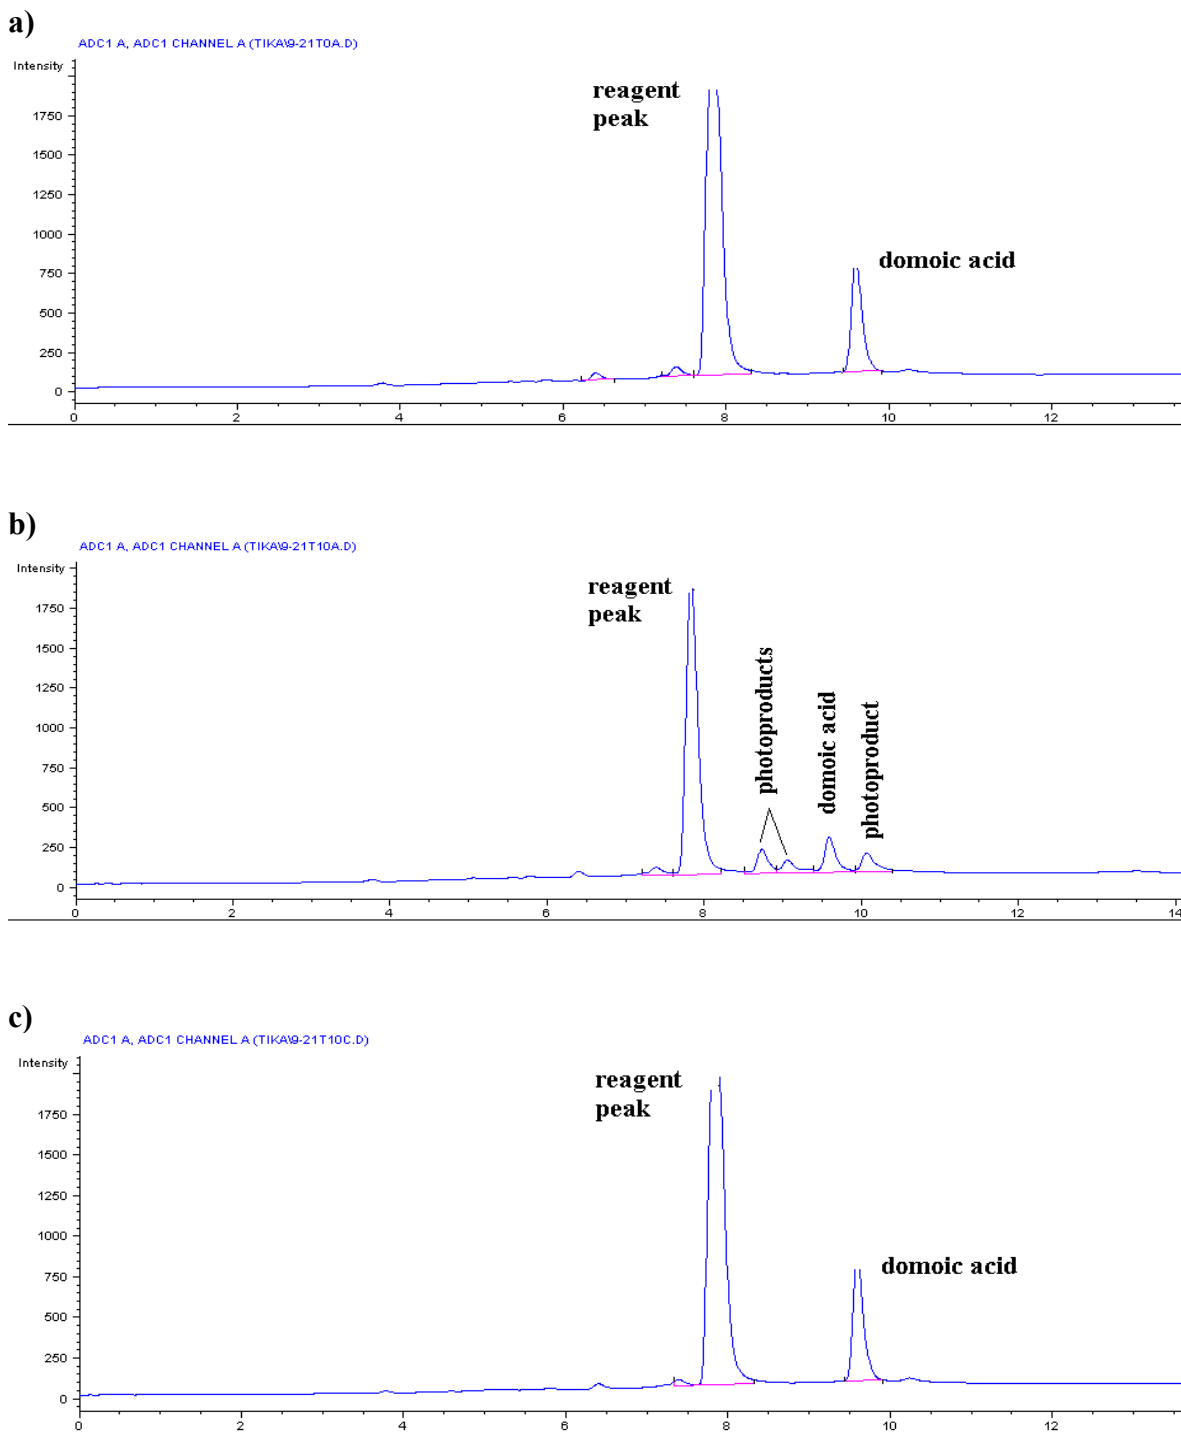 a)
ADC1 A, ADC1 CHANNEL A (TIKA\9-21T0A.D)
Intensity
reagent
peak
domoic acid
1750
1500
1250
1000
750
500
250
0
0 2 4 6 8 10 12
b)
ADC1 A, ADC1 CHANNEL A (TIKA\9-21T10A.D)
Intensity
reagent
peak
photoproducts
domoic acid
photoproduct
1750
1500
1250
1000
750
500
250
0
0 2 4 6 8 10 12 14
c)
ADC1 A, ADC1 CHANNEL A (TIKA\9-21T10C.D)
Intensity
reagent
peak
domoic acid
1750
1500
1250
1000
750
500
250
0
0 2 4 6 8 10 12